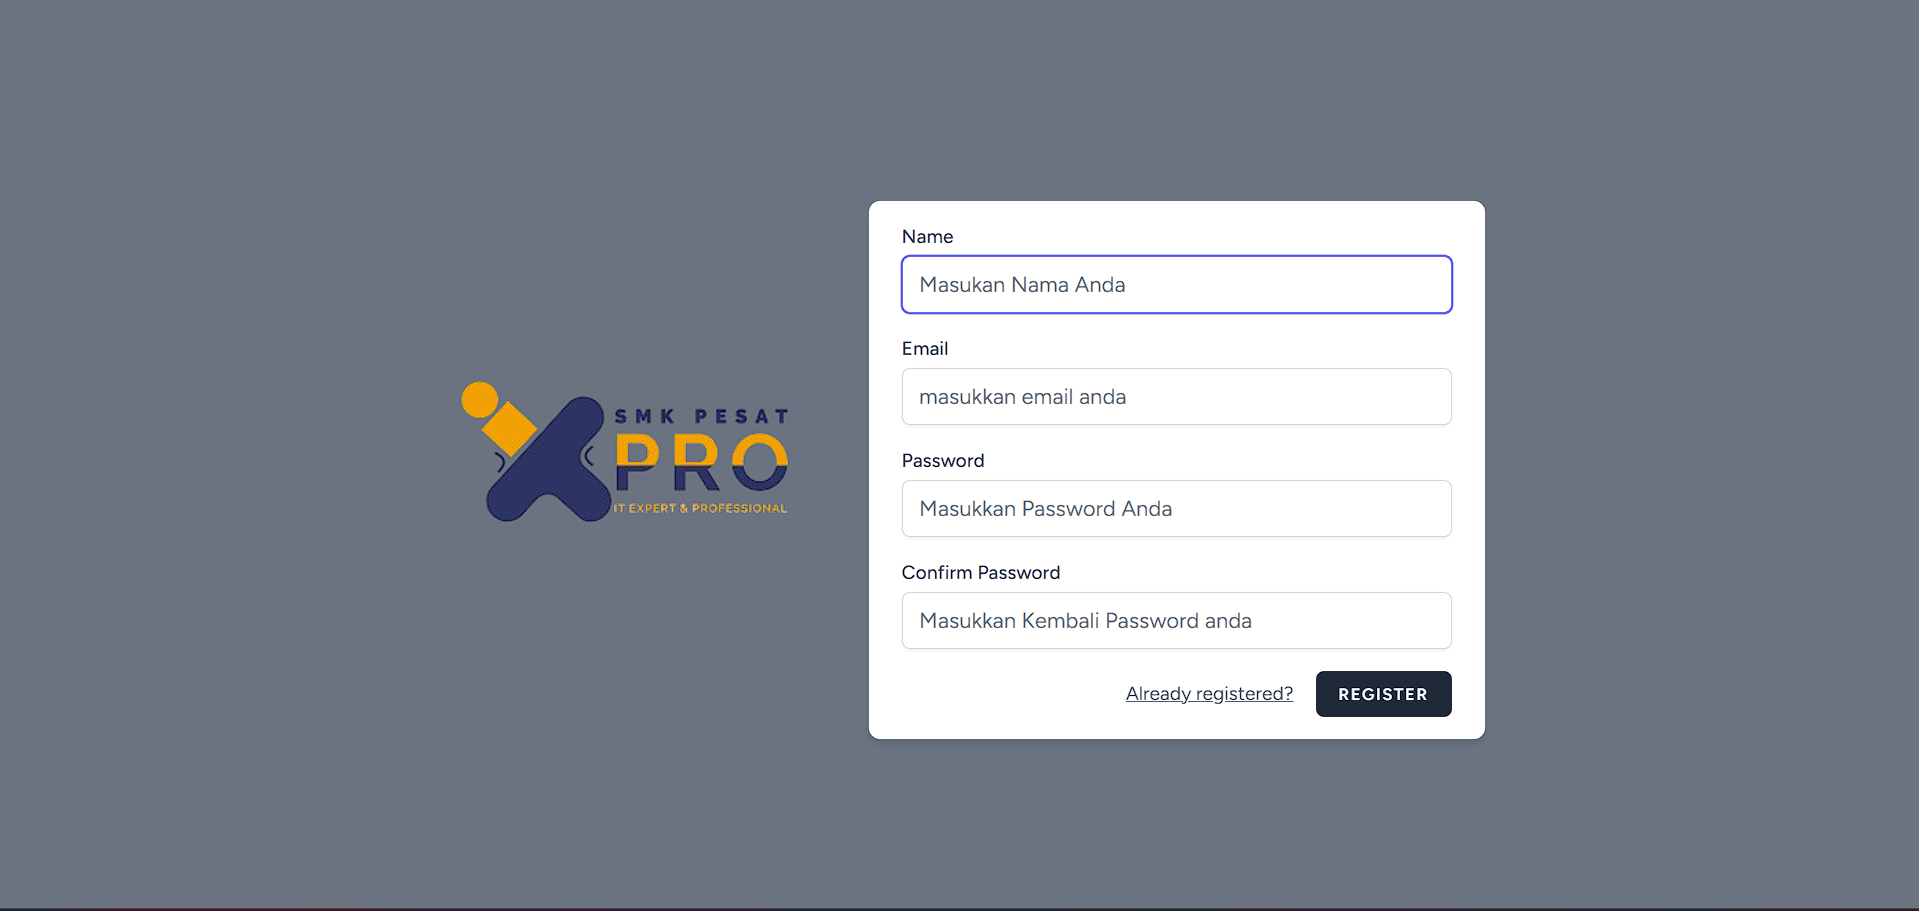 SMK PESAT
PRO
IT EXPERT & PROFESSIONAL
Name
Masukan Nama Anda
Email
masukkan email anda
Password
Masukkan Password Anda
Confirm Password
Masukkan Kembali Password anda
Already registered?
REGISTER